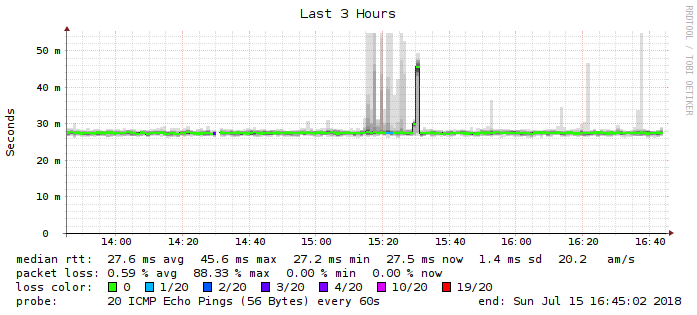 Last 3 Hours
RRDTOOL / TOBI OETIKER
Seconds
50 m
40 m
30 m
20 m
10 m
0
14:00 14:20 14:40 15:00 15:20 15:40 16:00 16:20 16:40
median rtt: 27.6 ms avg 45.6 ms max 27.2 ms min 27.5 ms now 1.4 ms sd 20.2 am/s
packet loss: 0.59 % avg 88.33 % max 0.00 % min 0.00 % now
loss color: 0 1/20 2/20 3/20 4/20 10/20 19/20
probe: 20 ICMP Echo Pings (56 Bytes) every 60s end: Sun Jul 15 16:45:02 2018